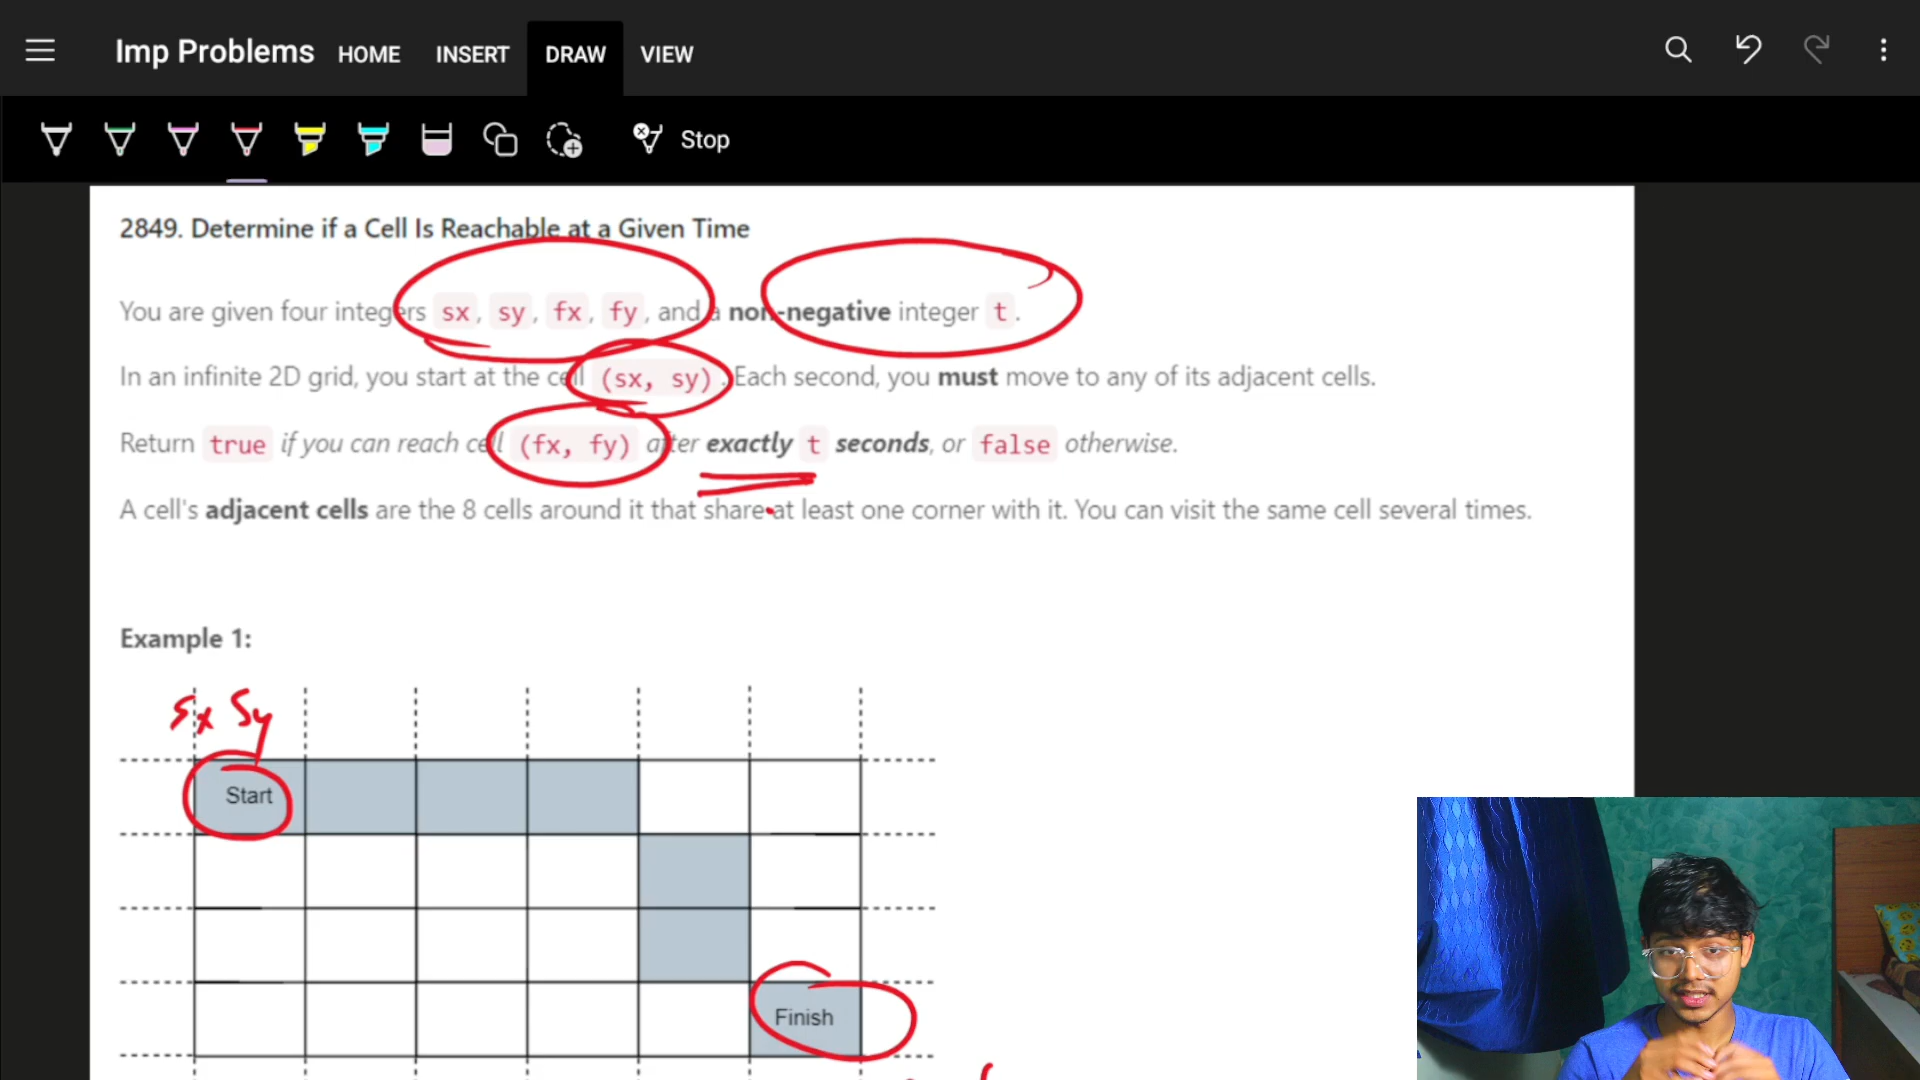 Imp Problems HOME INSERT DRAW VIEW
Stop
2849. Determine if a Cell Is Reachable at a Given Time
You are given four integers sx, sy, fx, fy, and a non-negative integer t.
In an infinite 2D grid, you start at the cell (sx, sy). Each second, you must move to any of its adjacent cells.
Return true if you can reach cell (fx, fy) after exactly t seconds, or false otherwise.
A cell's adjacent cells are the 8 cells around it that share at least one corner with it. You can visit the same cell several times.
Example 1:
Sx Sy
Start
Finish